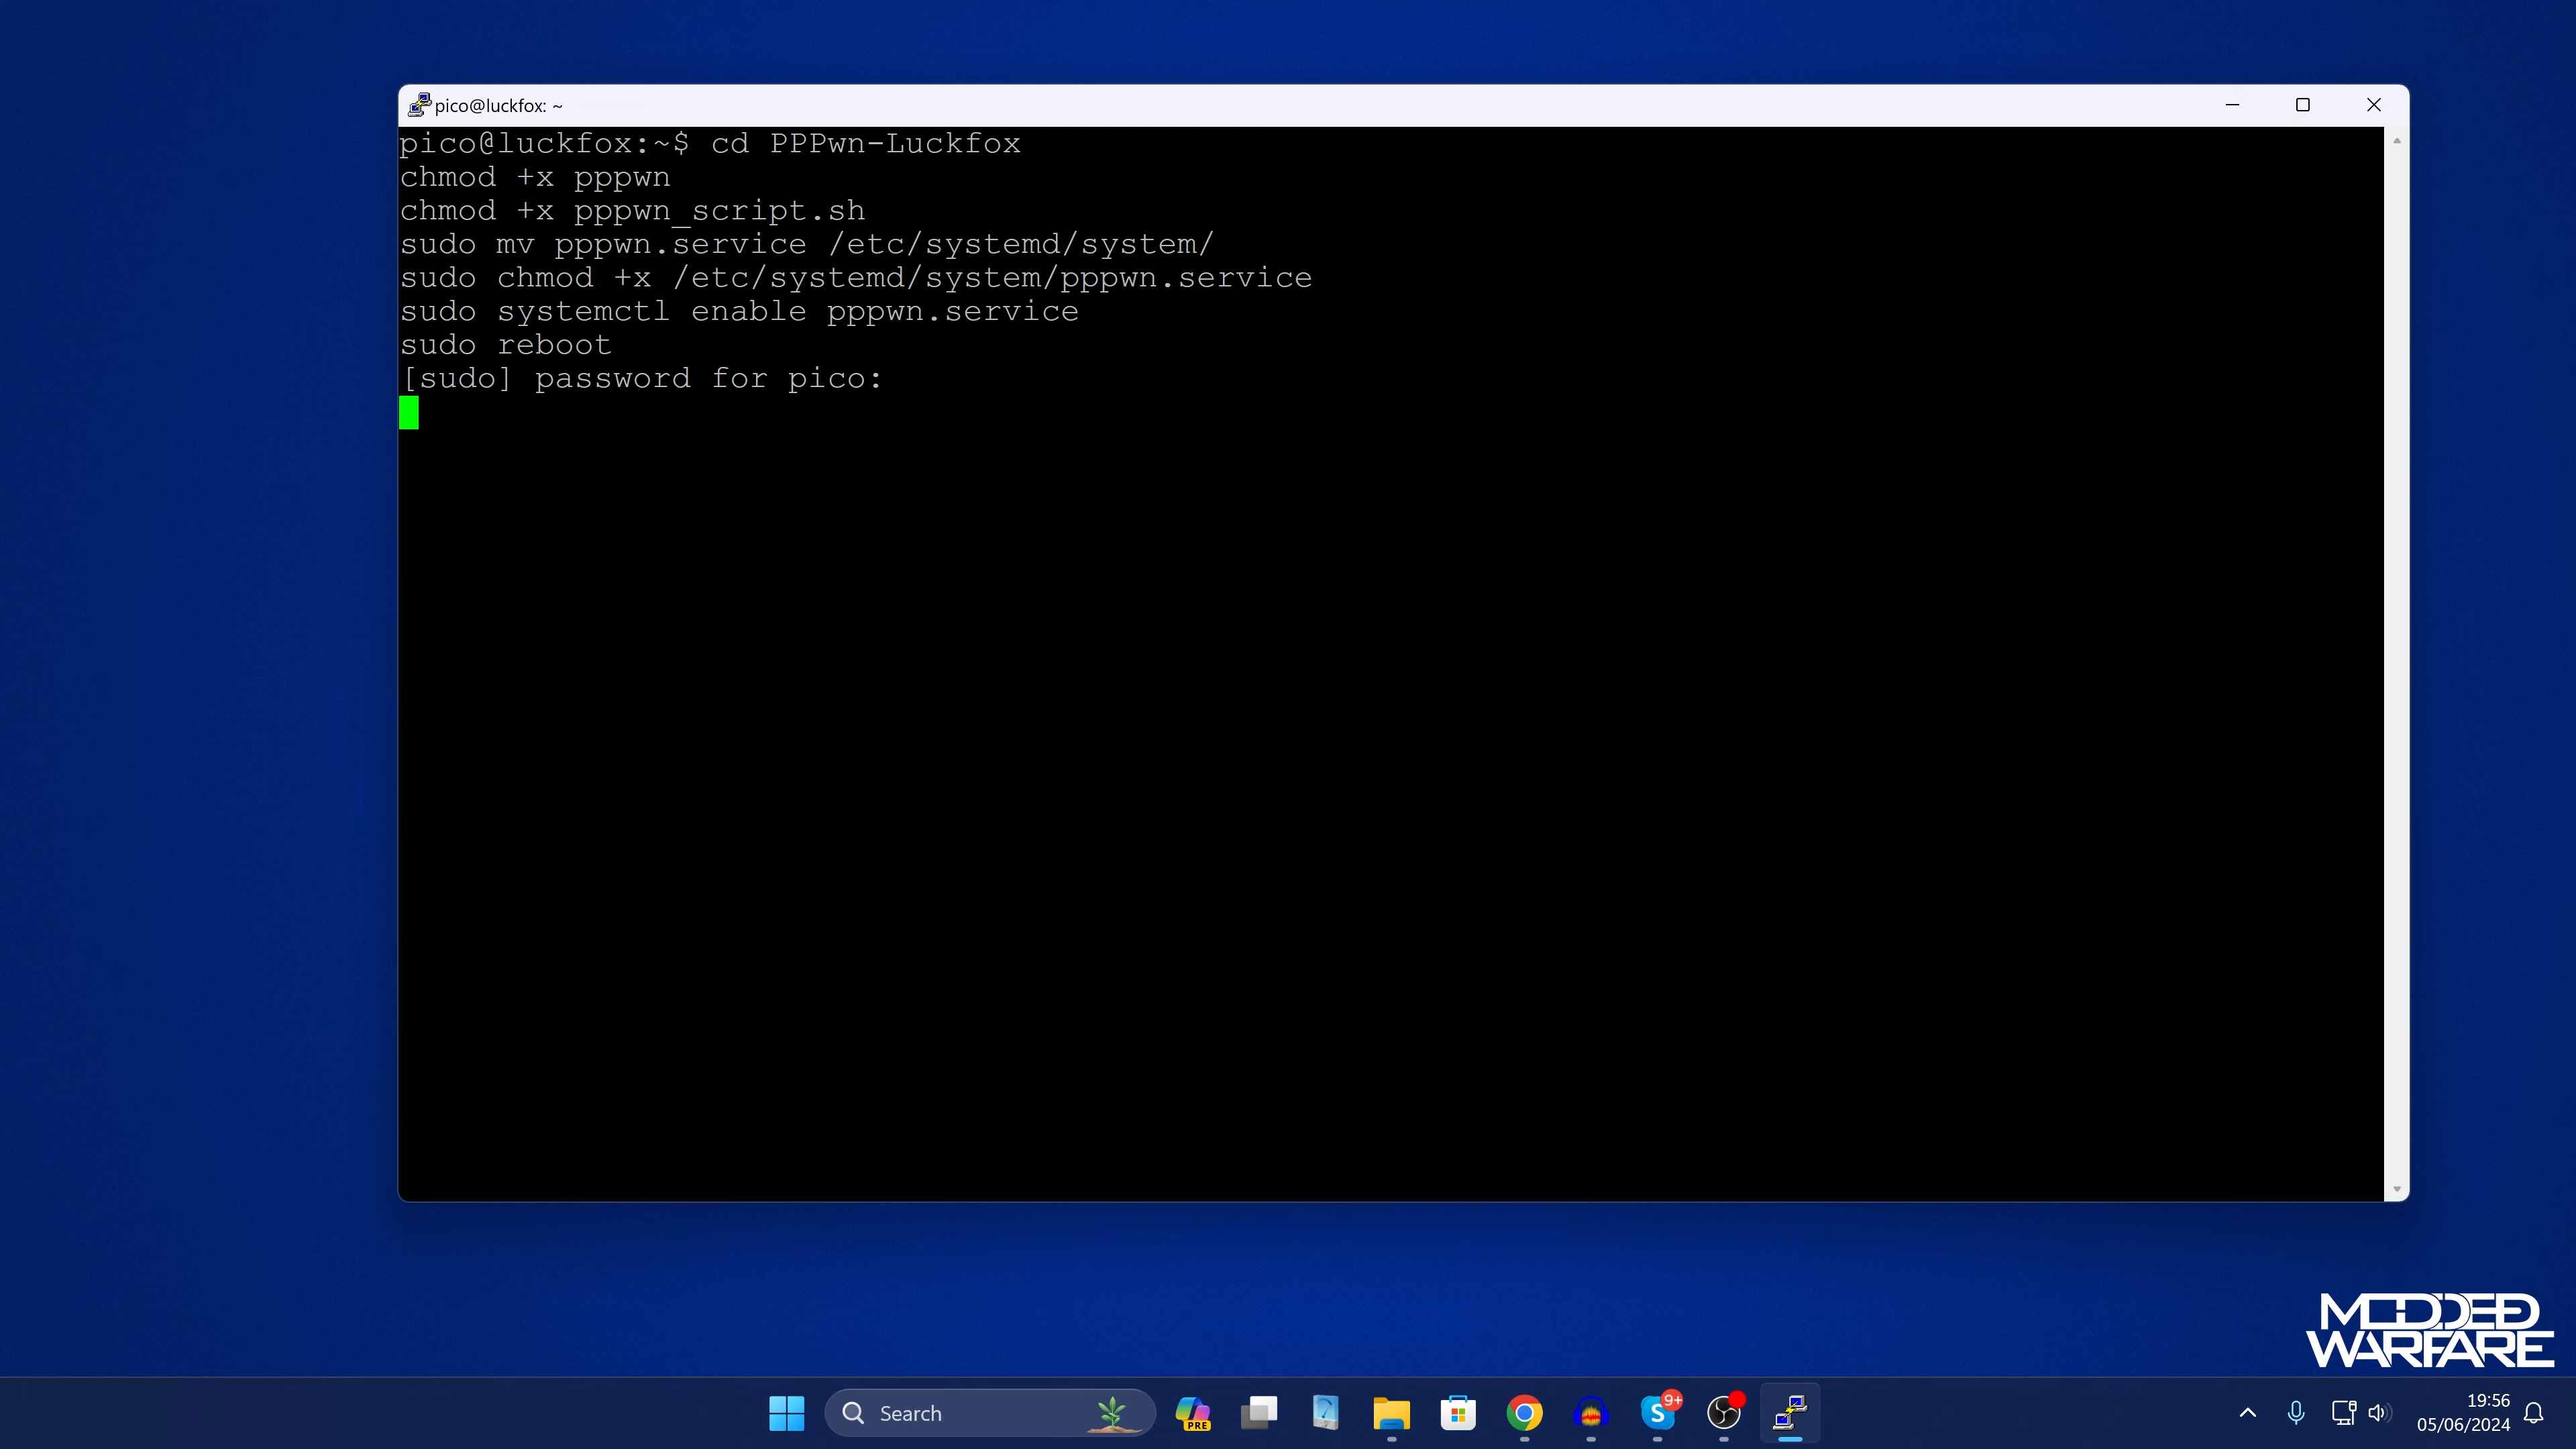 pico@luckfox: ~
pico@luckfox:~$ cd PPPwn-Luckfox
chmod +x pppwn
chmod +x pppwn_script.sh
sudo mv pppwn.service /etc/systemd/system/
sudo chmod +x /etc/systemd/system/pppwn.service
sudo systemctl enable pppwn.service
sudo reboot
[sudo] password for pico:
MODDED
WARFARE
Search
PRE
S
9+
19:56
05/06/2024